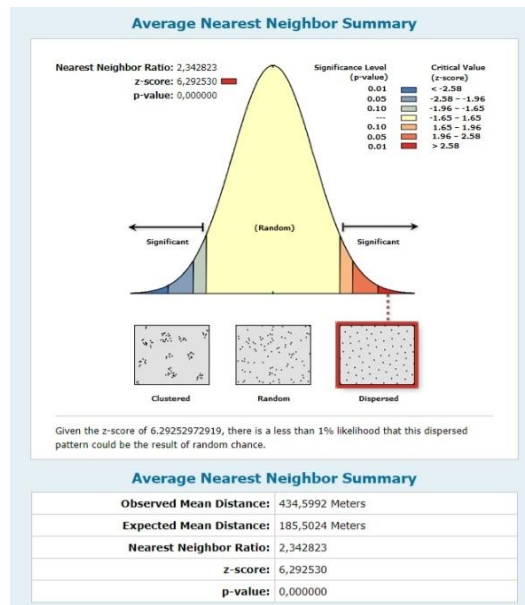 Average Nearest Neighbor Summary
Nearest Neighbor Ratio: 2,342823
z-score: 6,292530
p-value: 0,000000
Significance Level
(p-value)
Critical Value
(z-score)
0.01 < -2.58
0.05 -2.58 – -1.96
0.10 -1.96 – -1.65
--- -1.65 – 1.65
0.10 1.65 – 1.96
0.05 1.96 – 2.58
0.01 > 2.58
Significant
(Random)
Significant
Clustered
Random
Dispersed
Given the z-score of 6.29252972919, there is a less than 1% likelihood that this dispersed
pattern could be the result of random chance.
Average Nearest Neighbor Summary
Observed Mean Distance: 434,5992 Meters
Expected Mean Distance: 185,5024 Meters
Nearest Neighbor Ratio: 2,342823
z-score: 6,292530
p-value: 0,000000